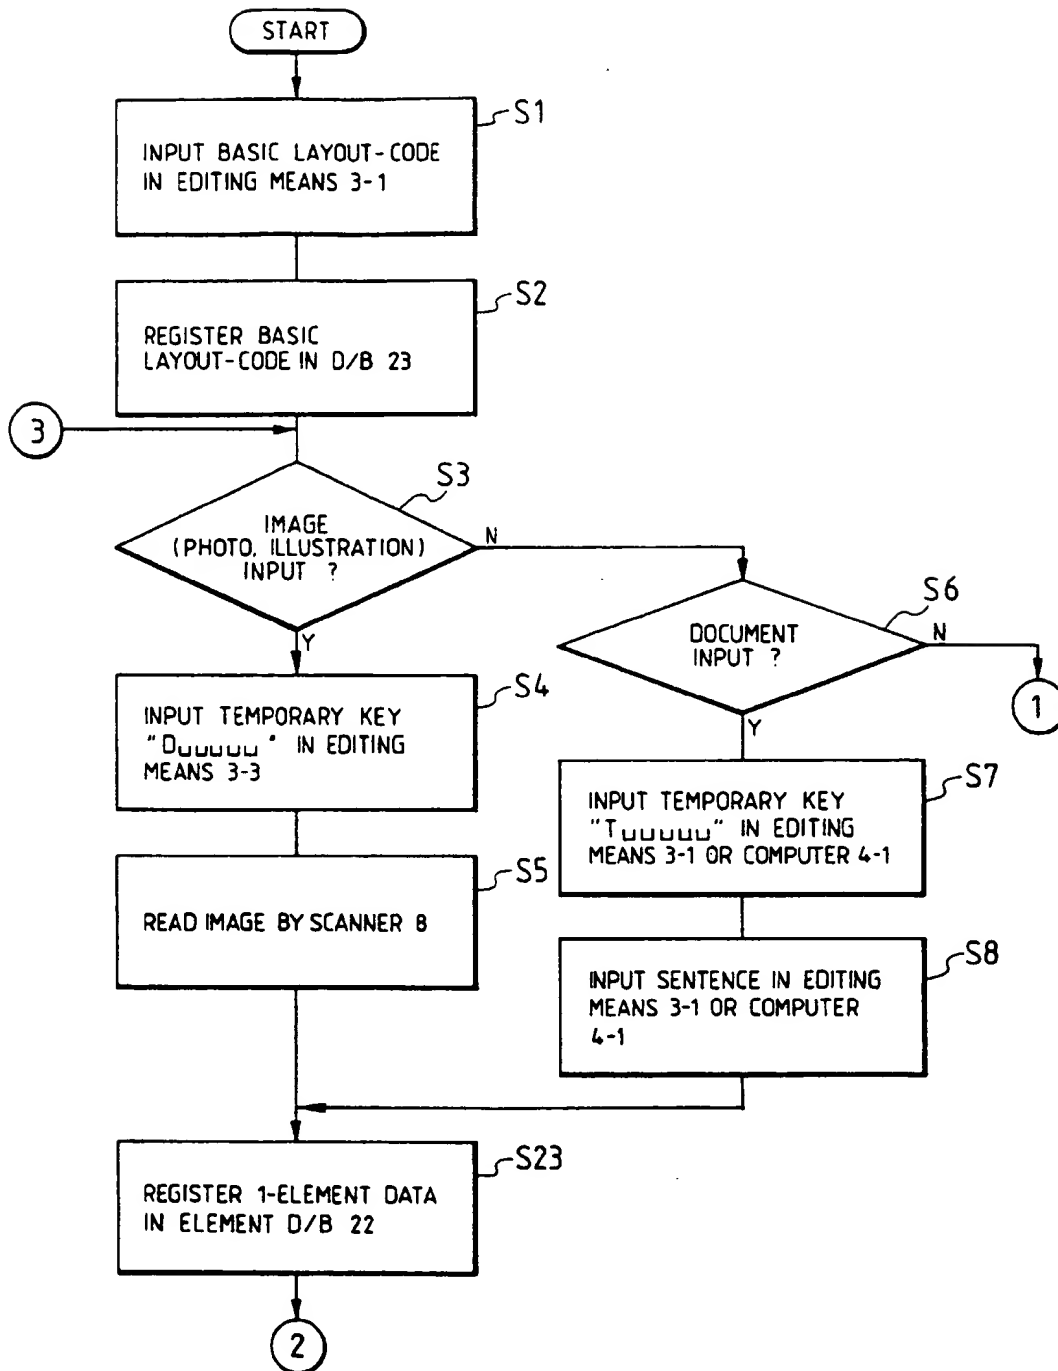 START
S1
INPUT BASIC LAYOUT-CODE
IN EDITING MEANS 3-1
S2
REGISTER BASIC
LAYOUT-CODE IN D/B 23
3
S3
IMAGE
(PHOTO. ILLUSTRATION)
INPUT ?
N
Y
S6
DOCUMENT
INPUT ?
N
Y
1
S4
INPUT TEMPORARY KEY
"D␣␣␣␣␣" IN EDITING
MEANS 3-3
S7
INPUT TEMPORARY KEY
"T␣␣␣␣␣" IN EDITING
MEANS 3-1 OR COMPUTER 4-1
S5
READ IMAGE BY SCANNER 8
S8
INPUT SENTENCE IN EDITING
MEANS 3-1 OR COMPUTER
4-1
S23
REGISTER 1-ELEMENT DATA
IN ELEMENT D/B 22
2